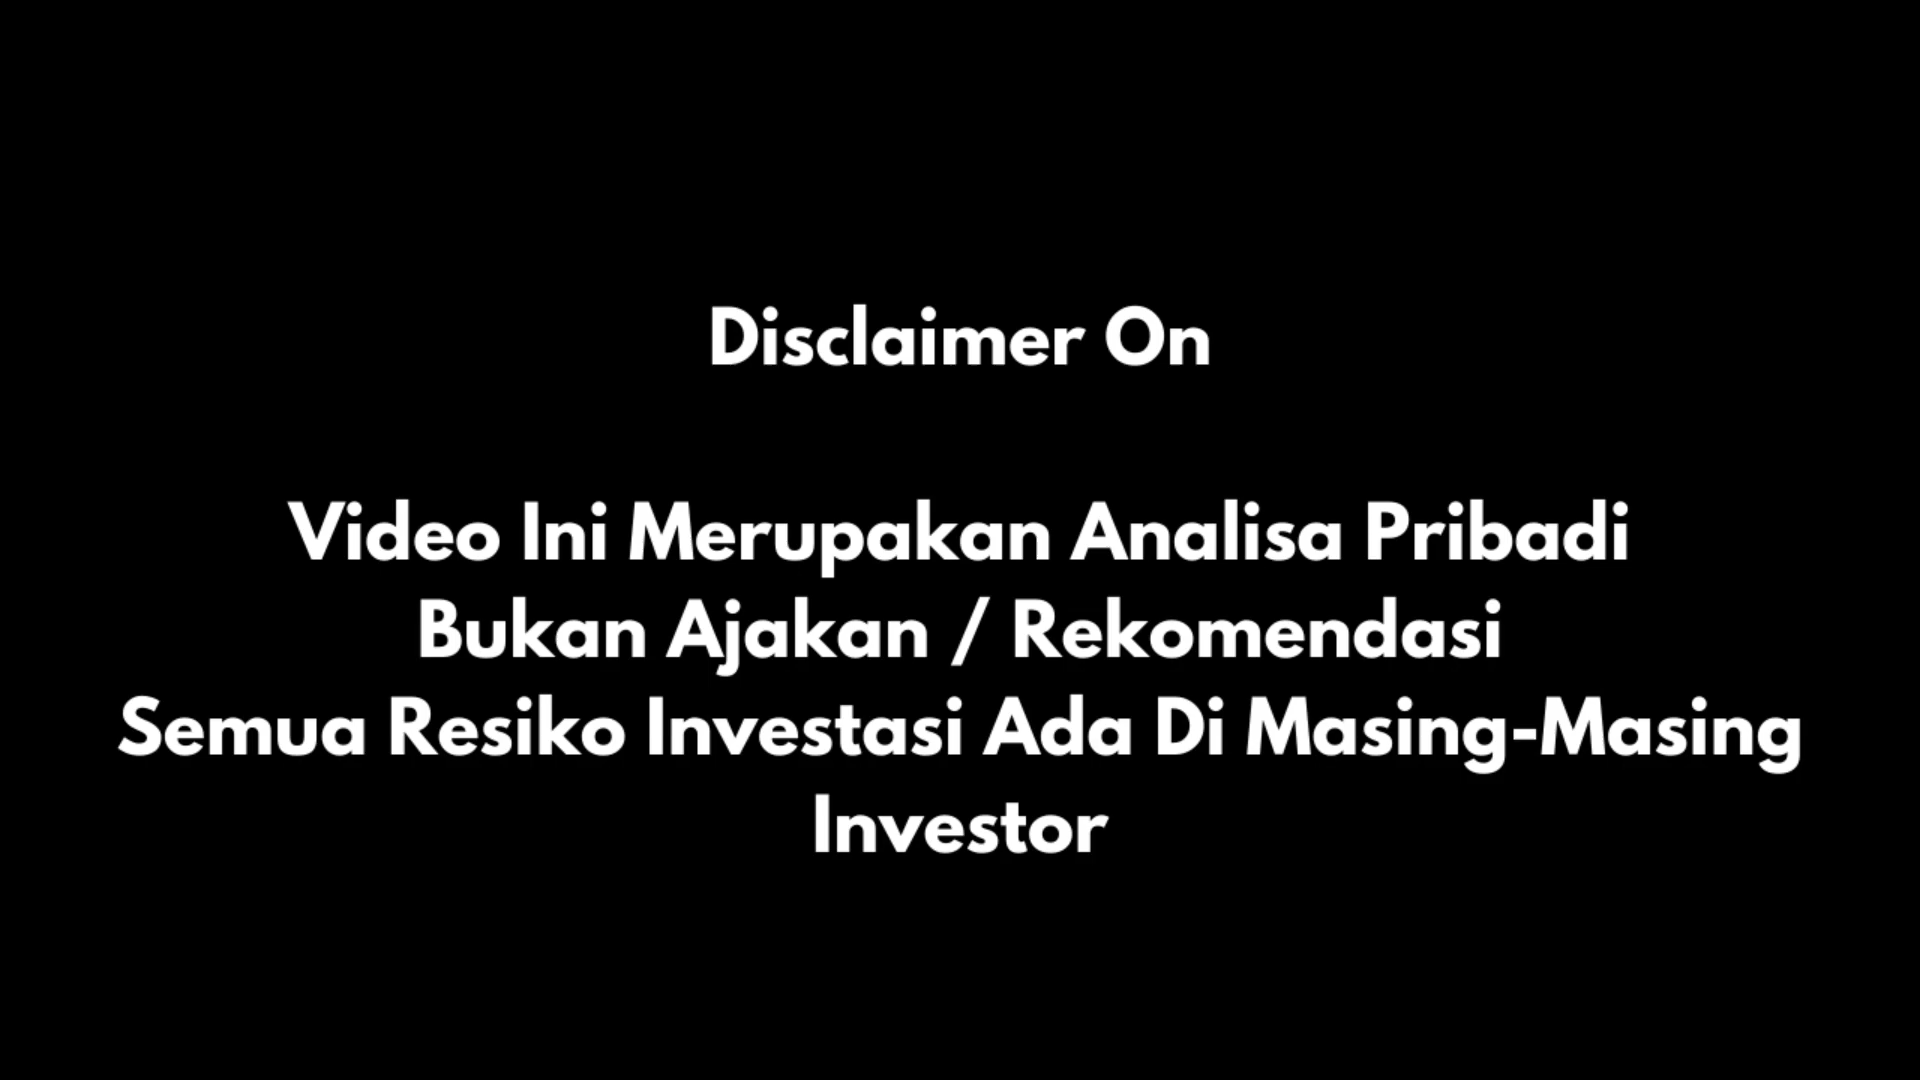 Disclaimer On
Video Ini Merupakan Analisa Pribadi
Bukan Ajakan / Rekomendasi
Semua Resiko Investasi Ada Di Masing-Masing
Investor